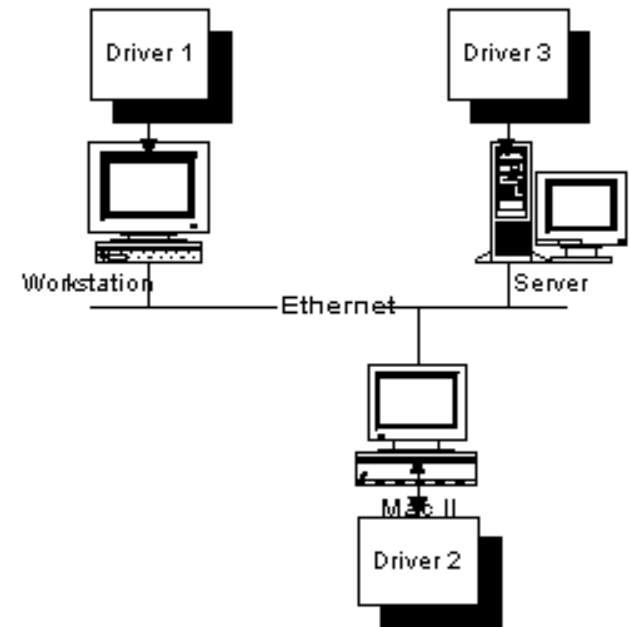 Driver 1
Driver 3
Workstation
Server
Ethernet
Mac II
Driver 2